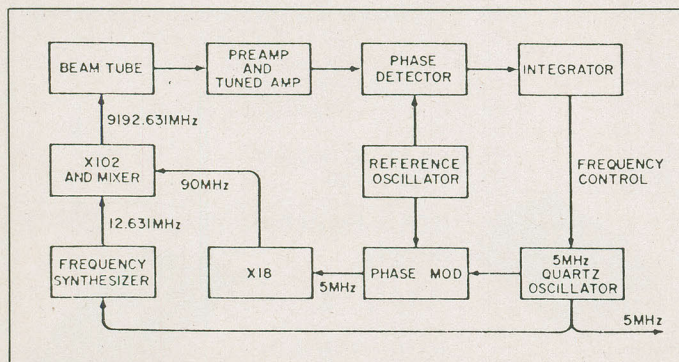 BEAM TUBE
PREAMP
AND
TUNED AMP
PHASE
DETECTOR
INTEGRATOR
9192.631MHz
X102
AND MIXER
90MHz
REFERENCE
OSCILLATOR
FREQUENCY
CONTROL
12.631MHz
FREQUENCY
SYNTHESIZER
X18
5MHz
PHASE MOD
5MHz
QUARTZ
OSCILLATOR
5MHz